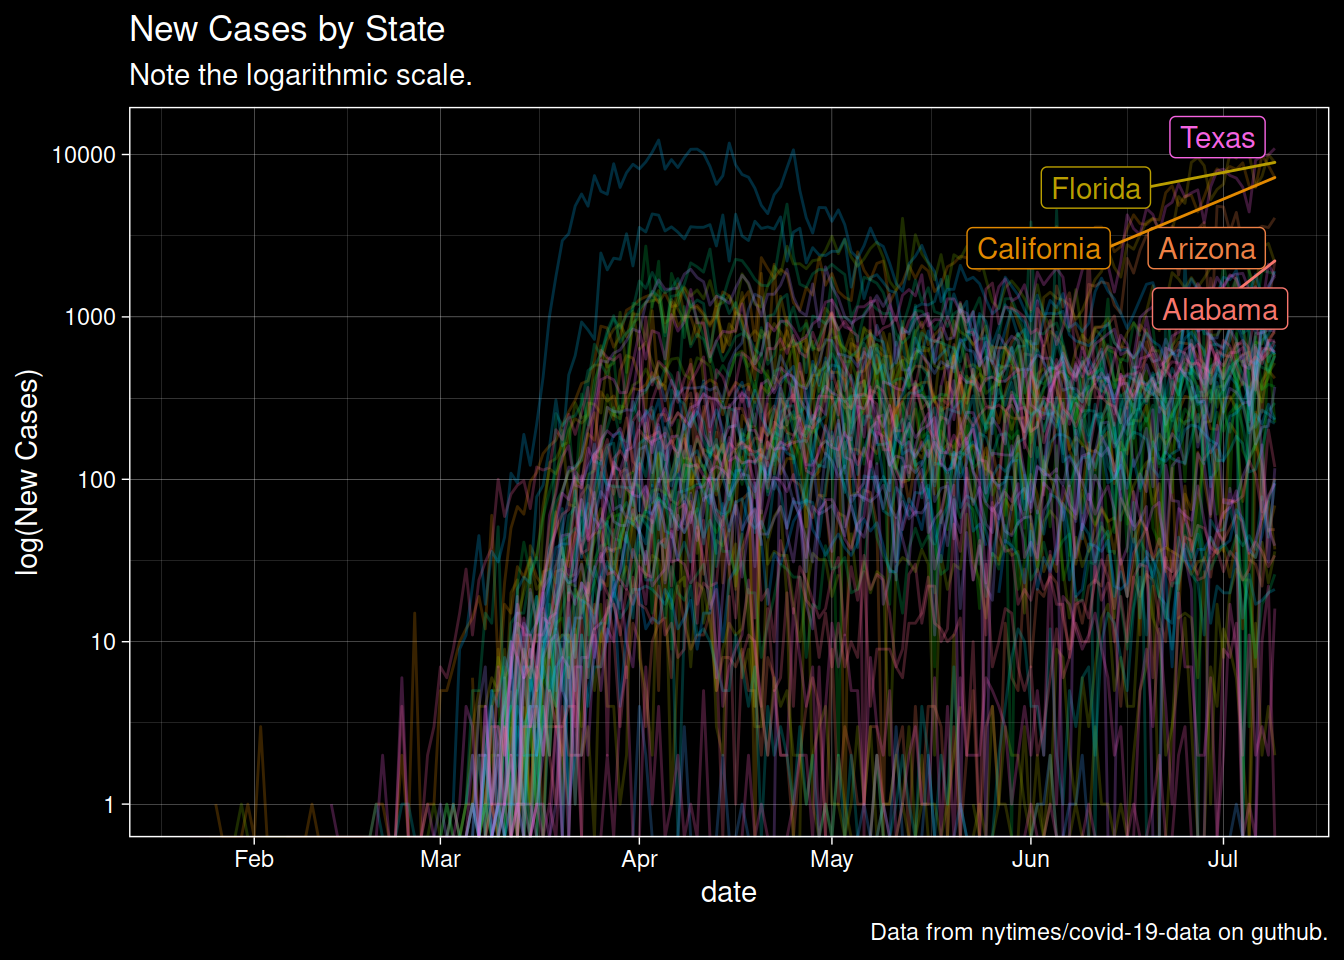 New Cases by State
Note the logarithmic scale.
Texas
Florida
California
Arizona
Alabama
10000
1000
100
10
1
log(New Cases)
Feb
Mar
Apr
May
Jun
Jul
date
Data from nytimes/covid-19-data on guthub.